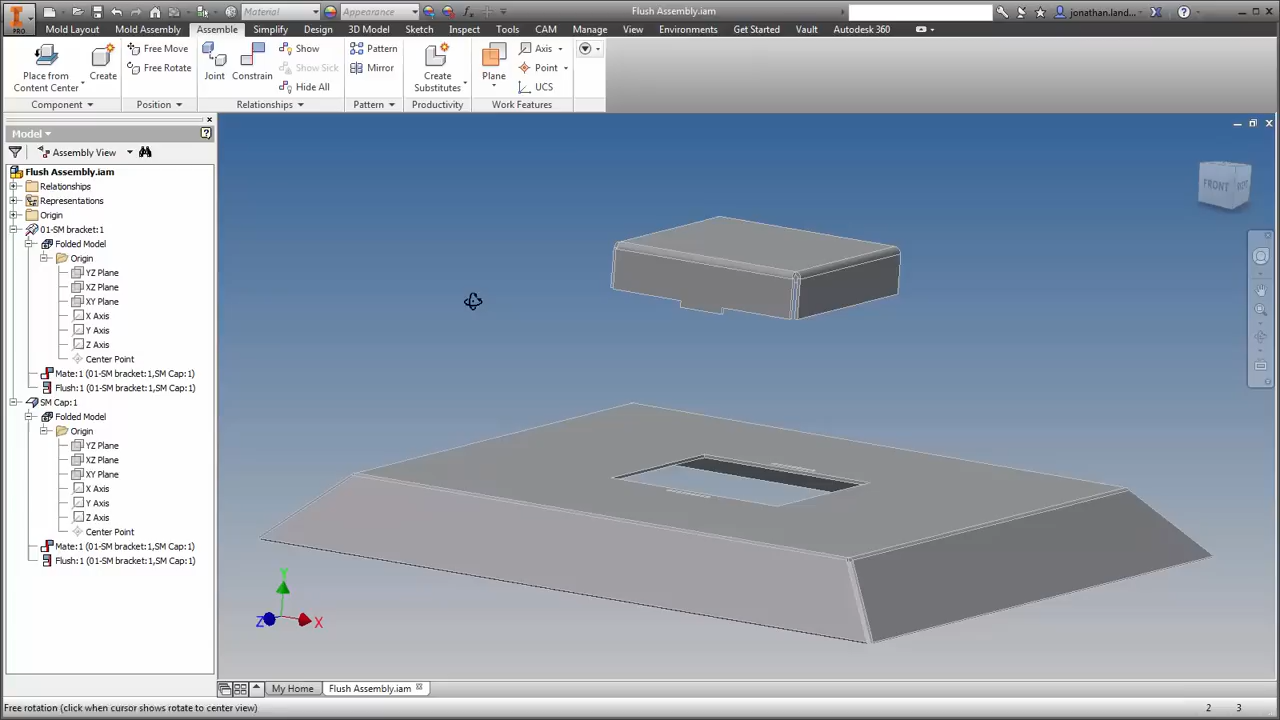 Material
Appearance
Flush Assembly.iam
jonathan.land...
PRO
Mold Layout
Mold Assembly
Assemble
Simplify
Design
3D Model
Sketch
Inspect
Tools
CAM
Manage
View
Environments
Get Started
Vault
Autodesk 360
Place from
Content Center
Create
Free Move
Free Rotate
Joint
Constrain
Show
Show Sick
Hide All
Pattern
Mirror
Create
Substitutes
Plane
Axis
Point
UCS
Component
Position
Relationships
Pattern
Productivity
Work Features
Model
Assembly View
Flush Assembly.iam
Relationships
Representations
Origin
01-SM bracket:1
Folded Model
Origin
YZ Plane
XZ Plane
XY Plane
X Axis
Y Axis
Z Axis
Center Point
Mate:1 (01-SM bracket:1,SM Cap:1)
Flush:1 (01-SM bracket:1,SM Cap:1)
SM Cap:1
Folded Model
Origin
YZ Plane
XZ Plane
XY Plane
X Axis
Y Axis
Z Axis
Center Point
Mate:1 (01-SM bracket:1,SM Cap:1)
Flush:1 (01-SM bracket:1,SM Cap:1)
FRONT
Y
Z
X
My Home
Flush Assembly.iam
Free rotation (click when cursor shows rotate to center view)
2
3